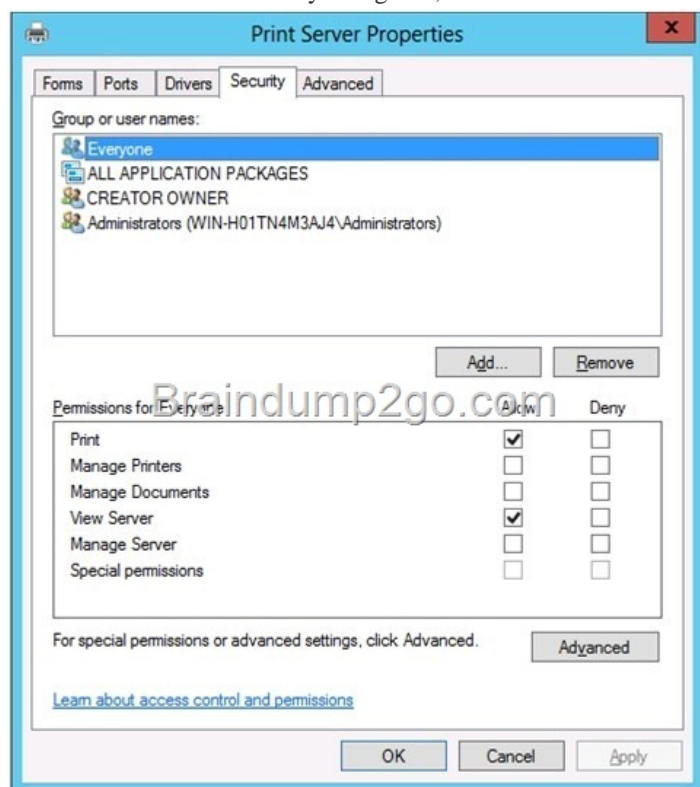 Print Server Properties
x
Forms Ports Drivers Security Advanced
Group or user names:
Everyone
ALL APPLICATION PACKAGES
CREATOR OWNER
Administrators (WIN-H01TN4M3AJ4\Administrators)
Add... Remove
Braindump2go.com
Permissions for Everyone Allow Deny
Print
Manage Printers
Manage Documents
View Server
Manage Server
Special permissions
For special permissions or advanced settings, click Advanced. Advanced
Learn about access control and permissions
OK Cancel Apply